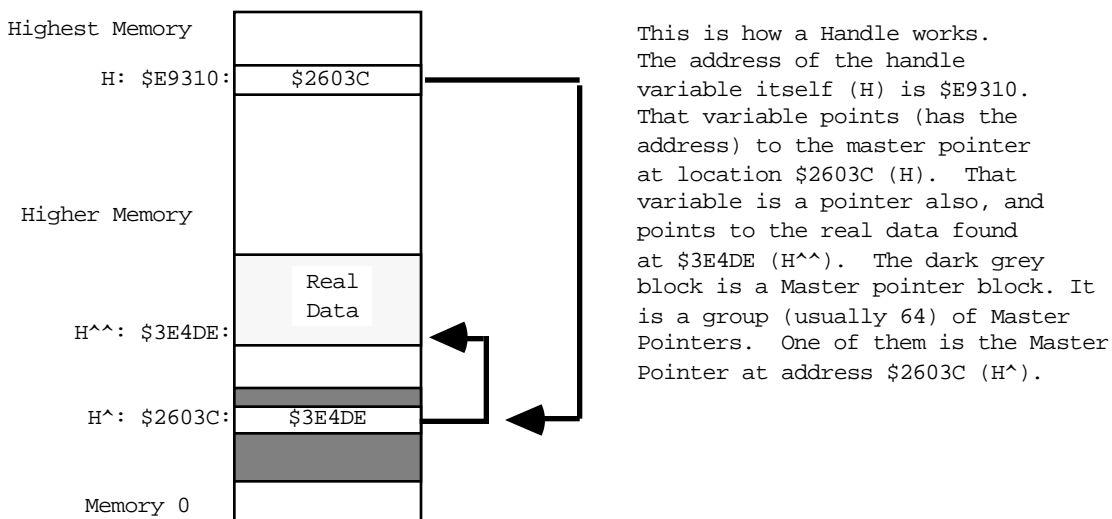 Highest Memory
H: $E9310:
$2603C
Higher Memory
Real
Data
H^^: $3E4DE:
H^: $2603C:
$3E4DE
Memory 0
This is how a Handle works.
The address of the handle
variable itself (H) is $E9310.
That variable points (has the
address) to the master pointer
at location $2603C (H).  That
variable is a pointer also, and
points to the real data found
at $3E4DE (H^^).  The dark grey
block is a Master pointer block. It
is a group (usually 64) of Master
Pointers.  One of them is the Master
Pointer at address $2603C (H^).